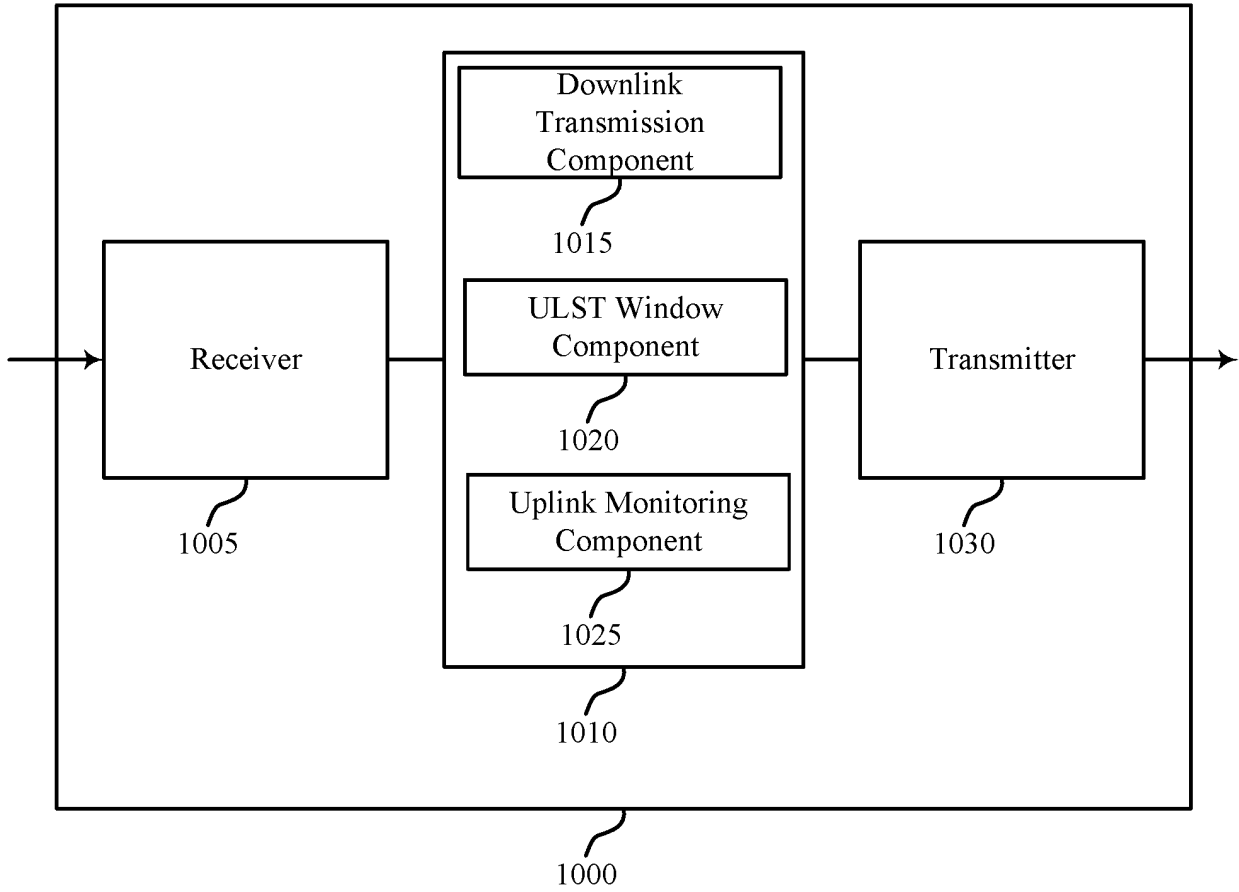 Downlink
Transmission
Component
1015
ULST Window
Component
1020
Receiver
1005
Transmitter
1030
Uplink Monitoring
Component
1025
1010
1000